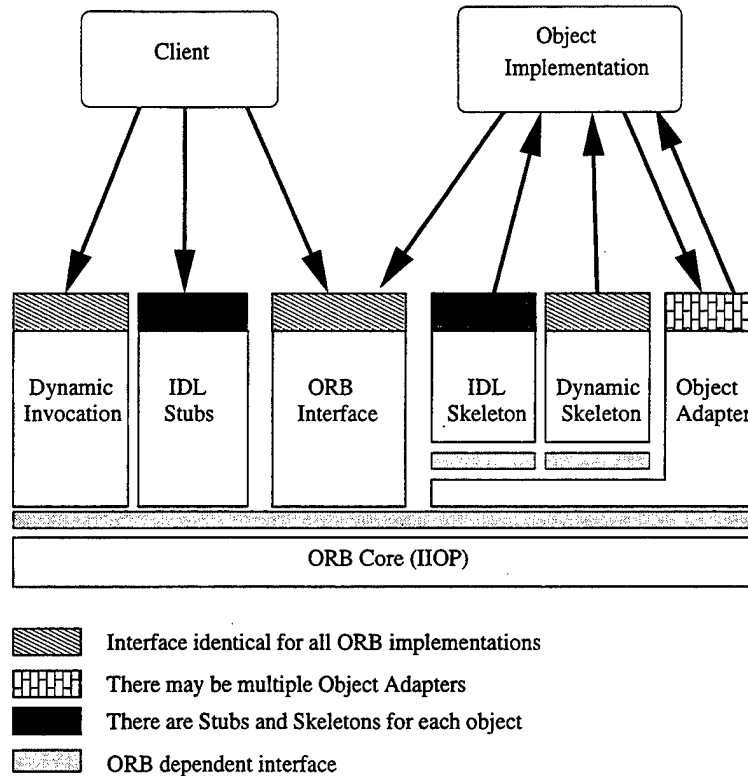 Client
Object
Implementation
Dynamic
Invocation
IDL
Stubs
ORB
Interface
IDL
Skeleton
Dynamic
Skeleton
Object
Adapter
ORB Core (IIOP)
Interface identical for all ORB implementations
There may be multiple Object Adapters
There are Stubs and Skeletons for each object
ORB dependent interface